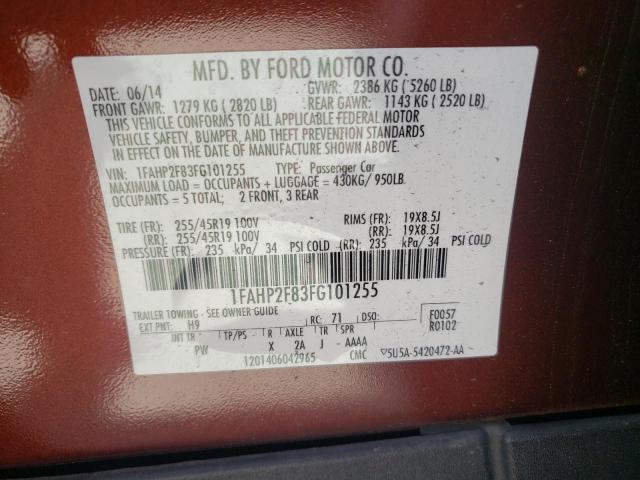 MFD. BY FORD MOTOR CO.
DATE: 06/14 GVWR: 2386 KG ( 5260 LB)
FRONT GAWR: 1279 KG ( 2820 LB) REAR GAWR: 1143 KG ( 2520 LB)
THIS VEHICLE CONFORMS TO ALL APPLICABLE FEDERAL MOTOR
VEHICLE SAFETY, BUMPER, AND THEFT PREVENTION STANDARDS
IN EFFECT ON THE DATE OF MANUFACTURE SHOWN ABOVE.
VIN: 1FAHP2F83FG101255 TYPE: Passenger Car
MAXIMUM LOAD = OCCUPANTS + LUGGAGE = 430KG/ 950LB.
OCCUPANTS = 5 TOTAL; 2 FRONT, 3 REAR
TIRE (FR): 255/45R19 100V RIMS (FR): 19X8.5J
(RR): 255/45R19 100V (RR): 19X8.5J
PRESSURE (FR): 235 kPa/ 34 PSI COLD (RR): 235 kPa/ 34 PSI COLD
1FAHP2F83FG101255
TRAILER TOWING - SEE OWNER GUIDE
EXT PNT: H9 RC: 71 DSO: F0057
R0102
INT TR TP/PS R AXLE TR SPR
PW X 2A J AAAA
1201406042965 CMC 5U5A-5420472-AA